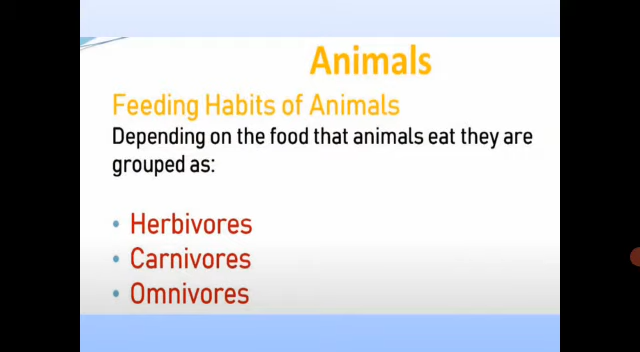 Animals
Feeding Habits of Animals
Depending on the food that animals eat they are
grouped as:
• Herbivores
• Carnivores
• Omnivores